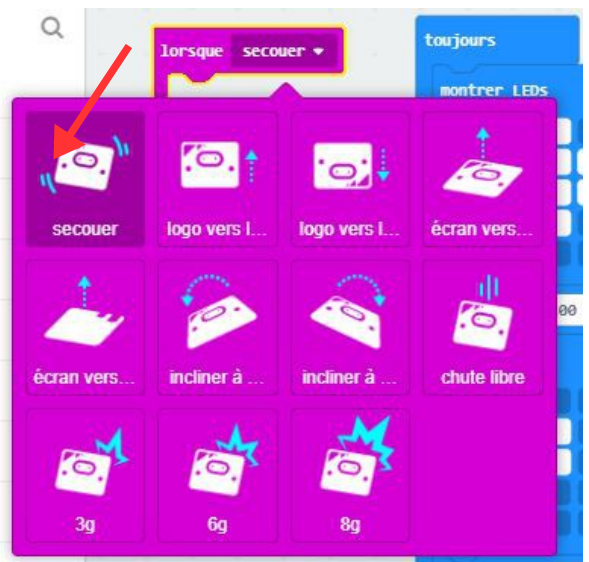 lorsque secouer
toujours
montrer LEDs
secouer
logo vers l...
logo vers l...
écran vers...
écran vers...
incliner à ...
incliner à ...
chute libre
00
3g
6g
8g